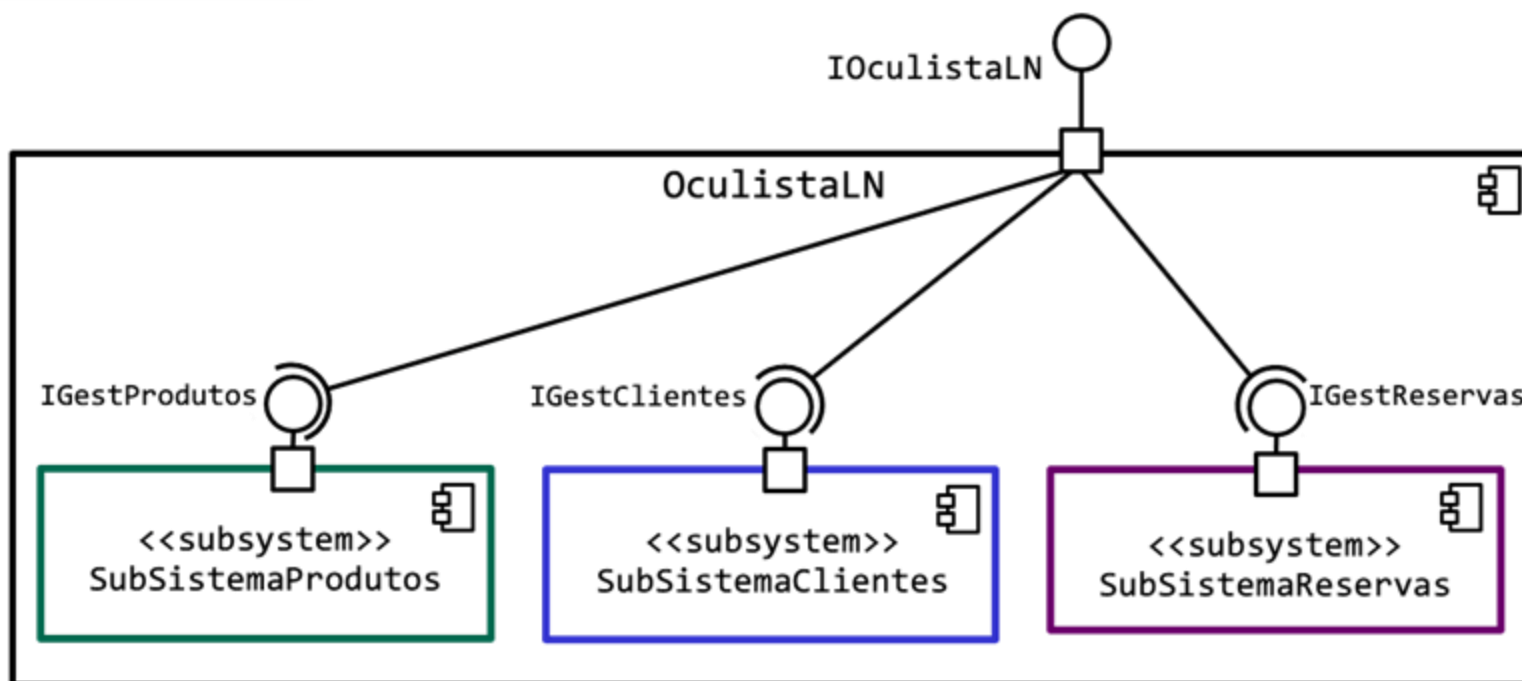 IOculistaLN
OculistaLN
IGestProdutos
IGestClientes
IGestReservas
<<subsystem>>
SubSistemaProdutos
<<subsystem>>
SubSistemaClientes
<<subsystem>>
SubSistemaReservas